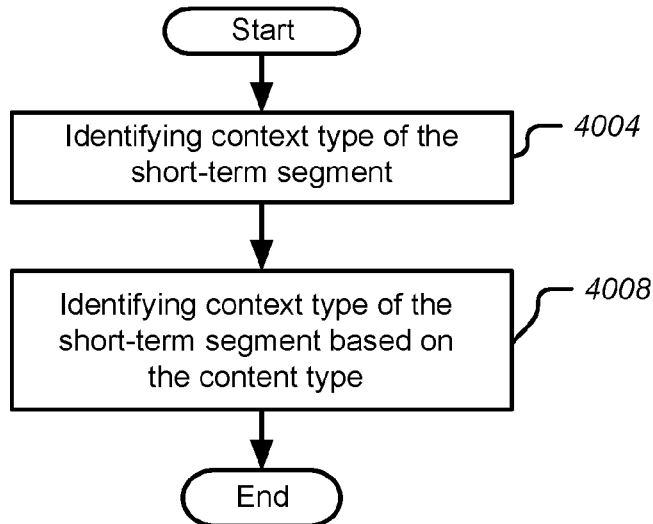 Start
Identifying context type of the
short-term segment
4004
Identifying context type of the
short-term segment based on
the content type
4008
End